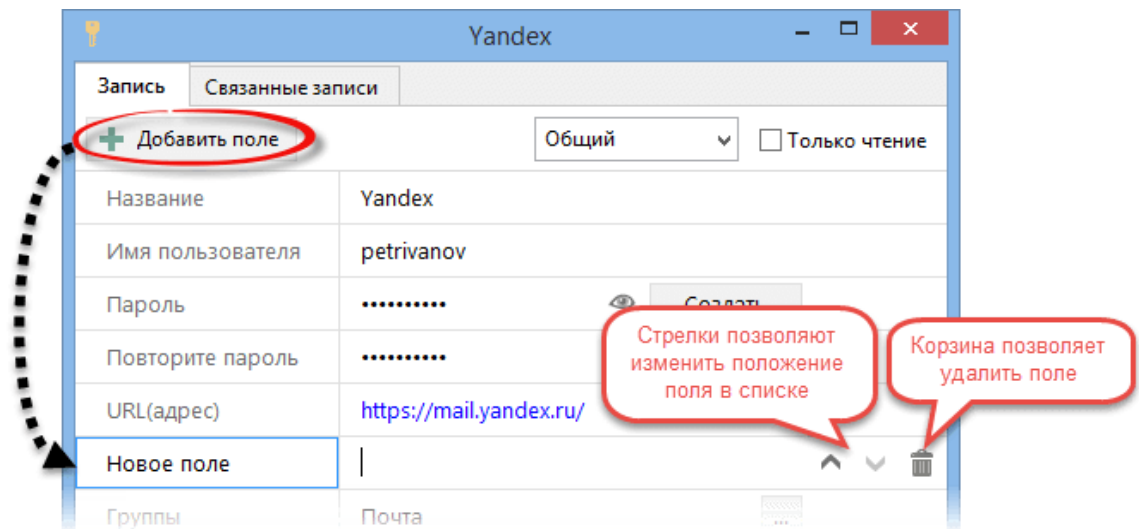 Yandex
Запись Связанные записи
Добавить поле Общий Только чтение
Название Yandex
Имя пользователя petrivanov
Пароль •••••••••• Создать
Повторите пароль ••••••••••
Стрелки позволяют
изменить положение
поля в списке
Корзина позволяет
удалить поле
URL(адрес) https://mail.yandex.ru/
Новое поле
Группы Почта ...